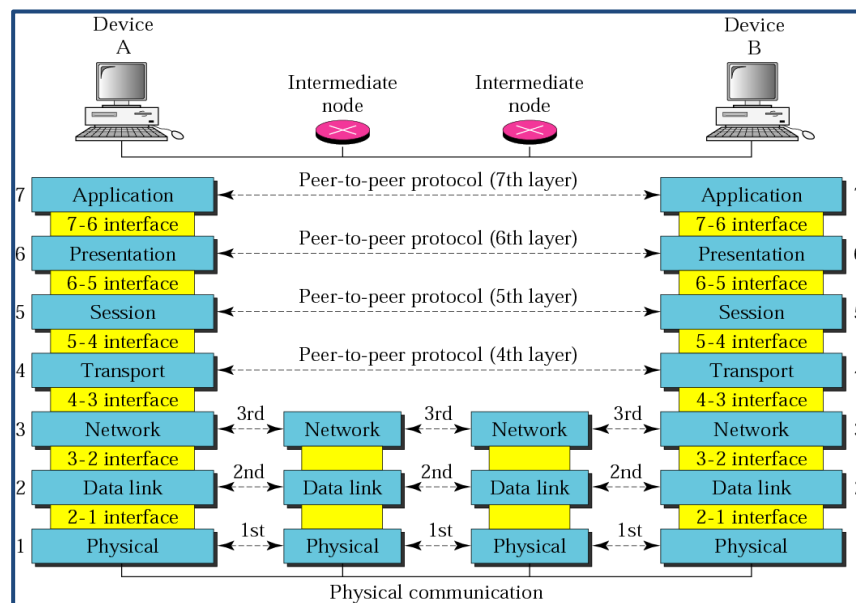 Device
A
Device
B
Intermediate
node
Intermediate
node
7 Application Peer-to-peer protocol (7th layer) Application
7-6 interface 7-6 interface
6 Presentation Peer-to-peer protocol (6th layer) Presentation
6-5 interface 6-5 interface
5 Session Peer-to-peer protocol (5th layer) Session
5-4 interface 5-4 interface
4 Transport Peer-to-peer protocol (4th layer) Transport
4-3 interface 4-3 interface
3 Network 3rd Network 3rd Network 3rd Network
3-2 interface 3-2 interface
2 Data link 2nd Data link 2nd Data link 2nd Data link
2-1 interface 2-1 interface
1 Physical 1st Physical 1st Physical 1st Physical
Physical communication